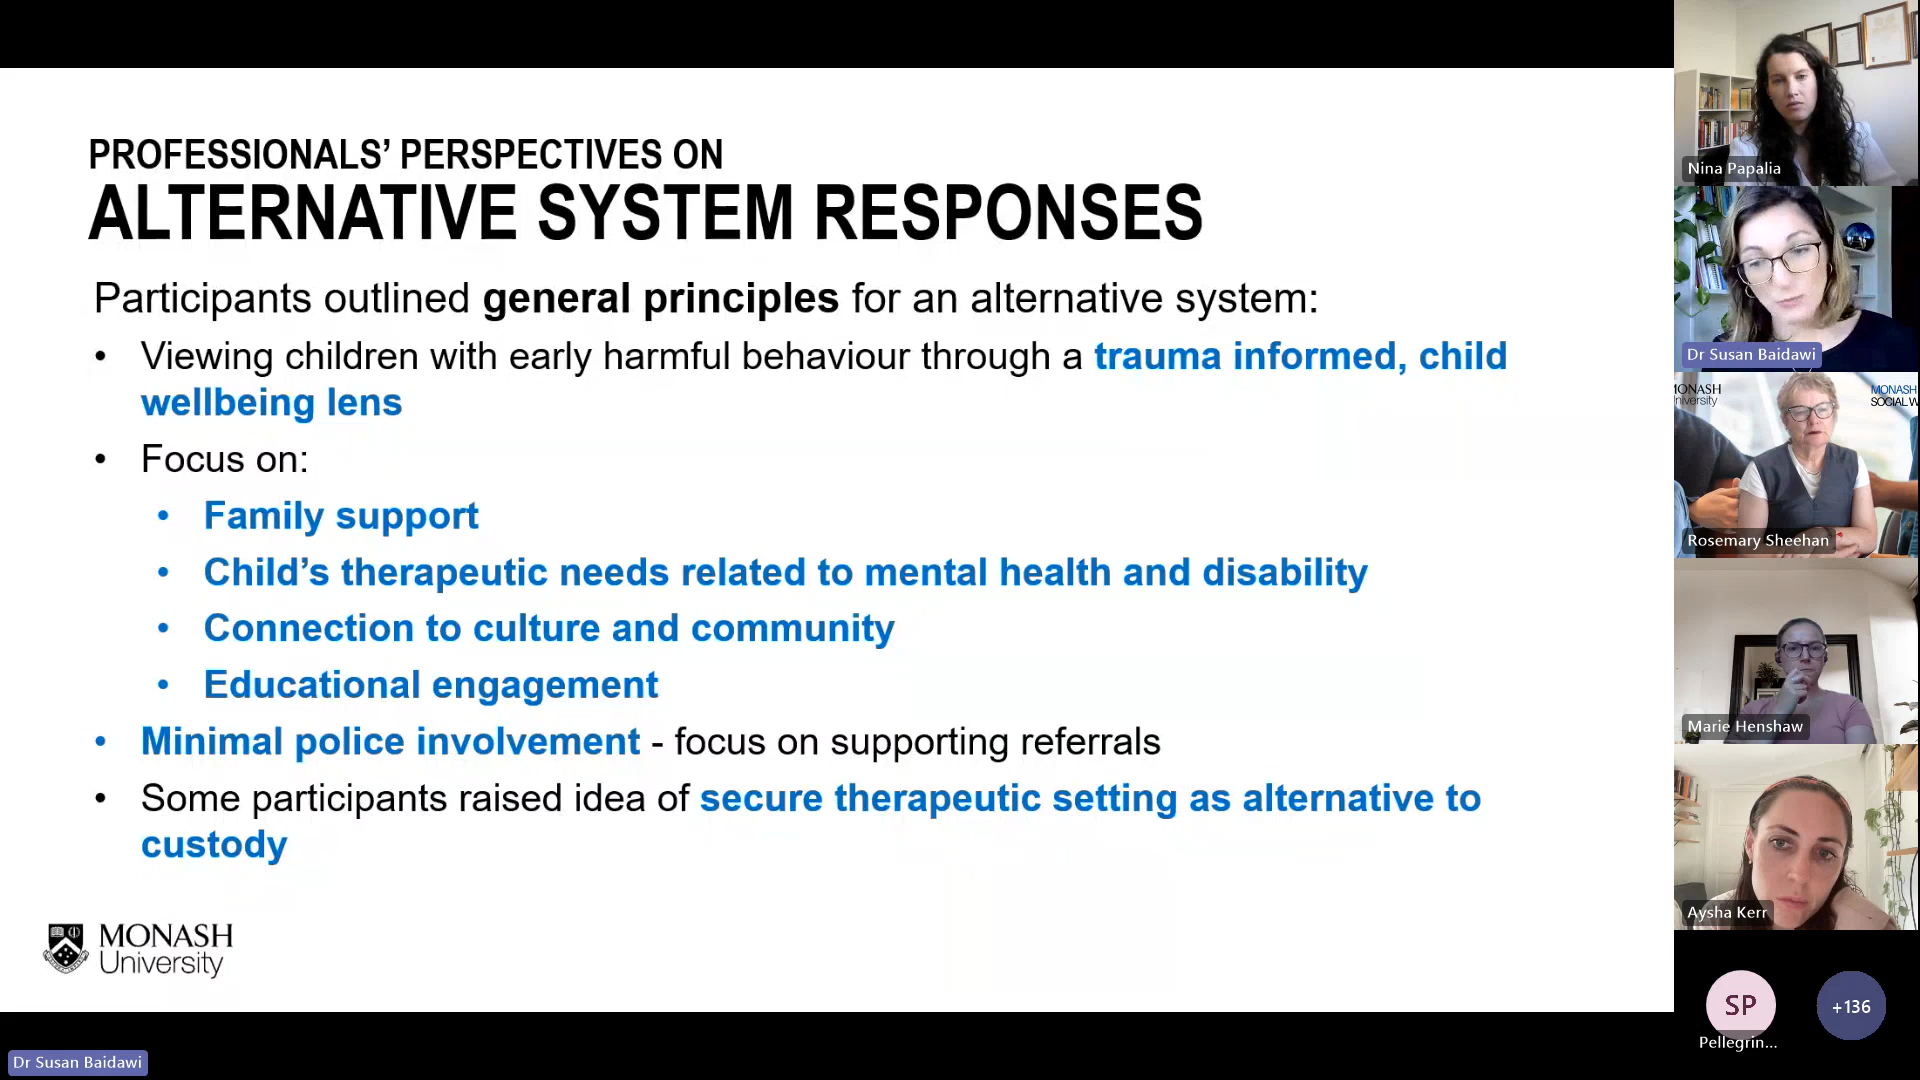 PROFESSIONALS’ PERSPECTIVES ON
ALTERNATIVE SYSTEM RESPONSES
Participants outlined general principles for an alternative system:
• Viewing children with early harmful behaviour through a trauma informed, child
wellbeing lens
• Focus on:
• Family support
• Child’s therapeutic needs related to mental health and disability
• Connection to culture and community
• Educational engagement
• Minimal police involvement - focus on supporting referrals
• Some participants raised idea of secure therapeutic setting as alternative to
custody
MONASH
University
Dr Susan Baidawi
Nina Papalia
Dr Susan Baidawi
MONASH
University
MONASH
SOCIAL W
Rosemary Sheehan
Marie Henshaw
Aysha Kerr
SP
Pellegrin...
+136